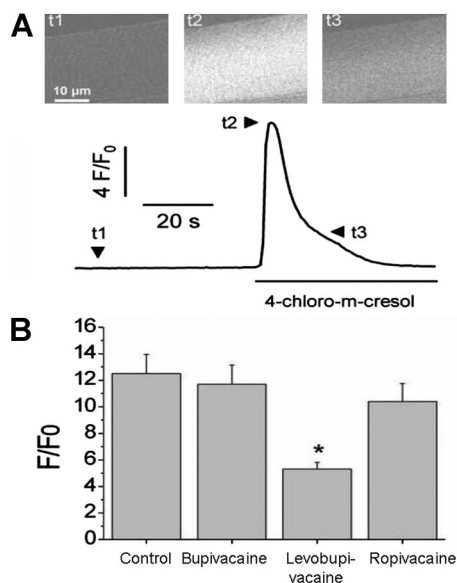 A
t1
t2
t3
10 µm
t2
4 F/F0
20 s
t1
t3
4-chloro-m-cresol
B
F/F0
16
14
12
10
8
6
4
2
0
*
Control Bupivacaine Levobupi- Ropivacaine
vacaine